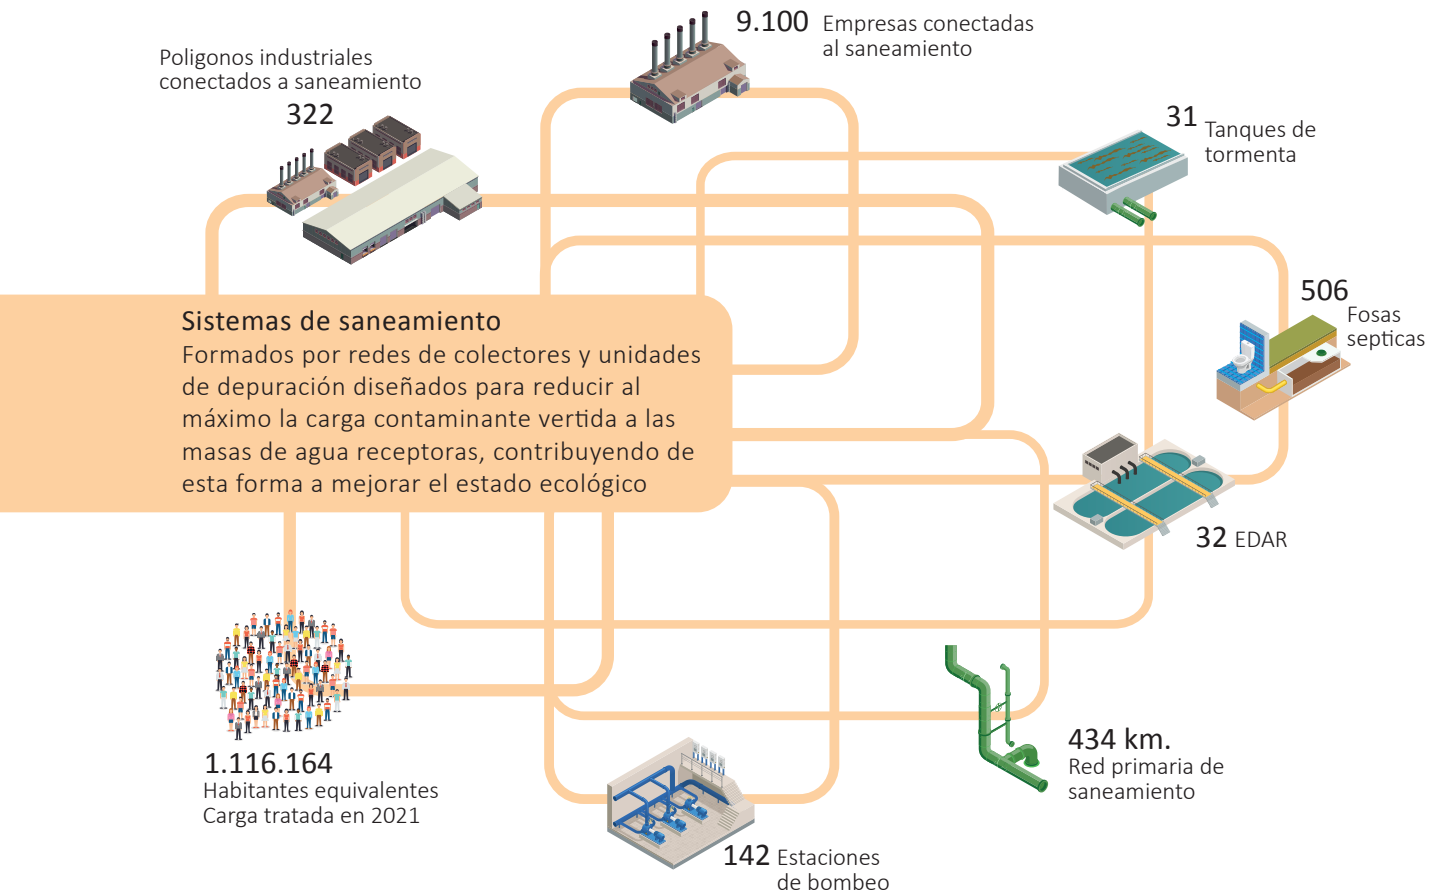 9.100 Empresas conectadas
al saneamiento
Poligonos industriales
conectados a saneamiento
322
31 Tanques de
tormenta
506
Fosas
septicas
Sistemas de saneamiento
Formados por redes de colectores y unidades
de depuración diseñados para reducir al
máximo la carga contaminante vertida a las
masas de agua receptoras, contribuyendo de
esta forma a mejorar el estado ecológico
32 EDAR
434 km.
Red primaria de
saneamiento
1.116.164
Habitantes equivalentes
Carga tratada en 2021
142 Estaciones
de bombeo